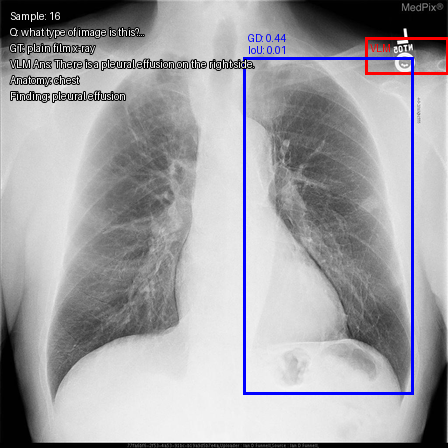 MedPix®
Sample: 16
Q: what type of image is this?...
GT: plain film x-ray
VLM Ans: There is a pleural effusion on the right side.
Anatomy: chest
Finding: pleural effusion
GD: 0.44
IoU: 0.01
VLM